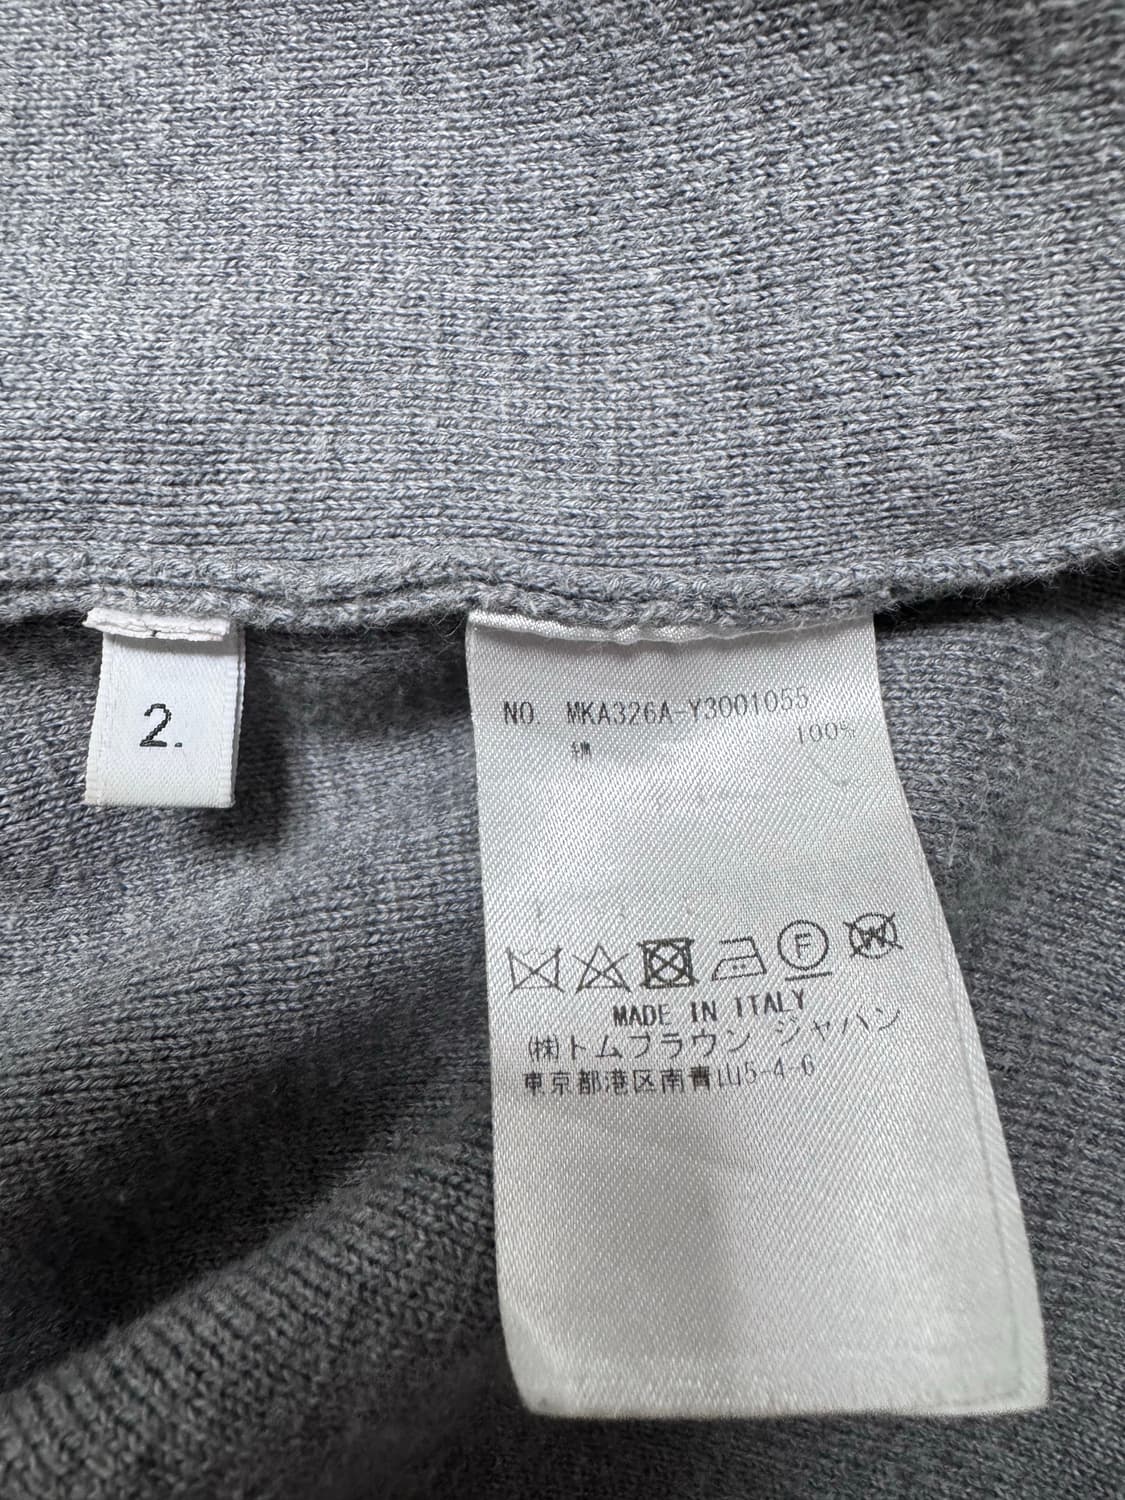 2.
NO. MKA326A-Y3001055
綿 100%
F W
MADE IN ITALY
(株)トムブラウン ジャパン
東京都港区南青山5-4-6